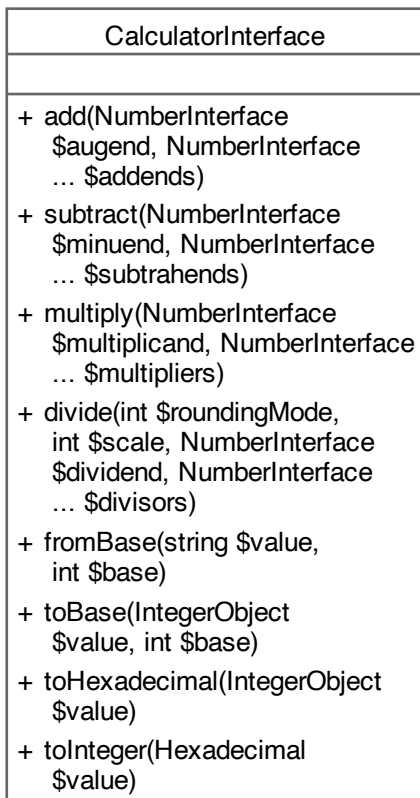 CalculatorInterface
+ add(NumberInterface
$augend, NumberInterface
... $addends)
+ subtract(NumberInterface
$minuend, NumberInterface
... $subtrahends)
+ multiply(NumberInterface
$multiplicand, NumberInterface
... $multipliers)
+ divide(int $roundingMode,
int $scale, NumberInterface
$dividend, NumberInterface
... $divisors)
+ fromBase(string $value,
int $base)
+ toBase(IntegerObject
$value, int $base)
+ toHexadecimal(IntegerObject
$value)
+ toInteger(Hexadecimal
$value)